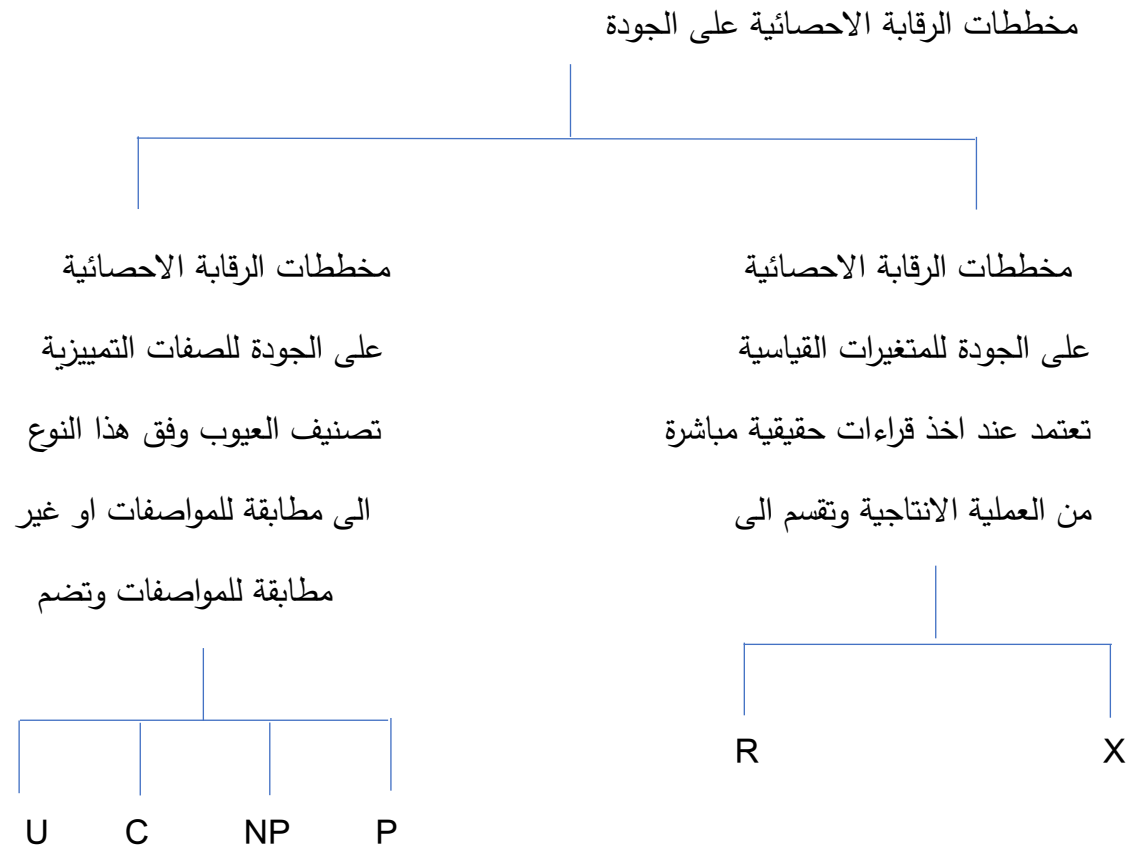 مخططات الرقابة الاحصائية على الجودة
مخططات الرقابة الاحصائية
على الجودة للمتغيرات القياسية
تعتمد عند اخذ قراءات حقيقية مباشرة
من العملية الانتاجية وتقسم الى
X
R
مخططات الرقابة الاحصائية
على الجودة للصفات التمييزية
تصنيف العيوب وفق هذا النوع
الى مطابقة للمواصفات او غير
مطابقة للمواصفات وتضم
P
NP
C
U